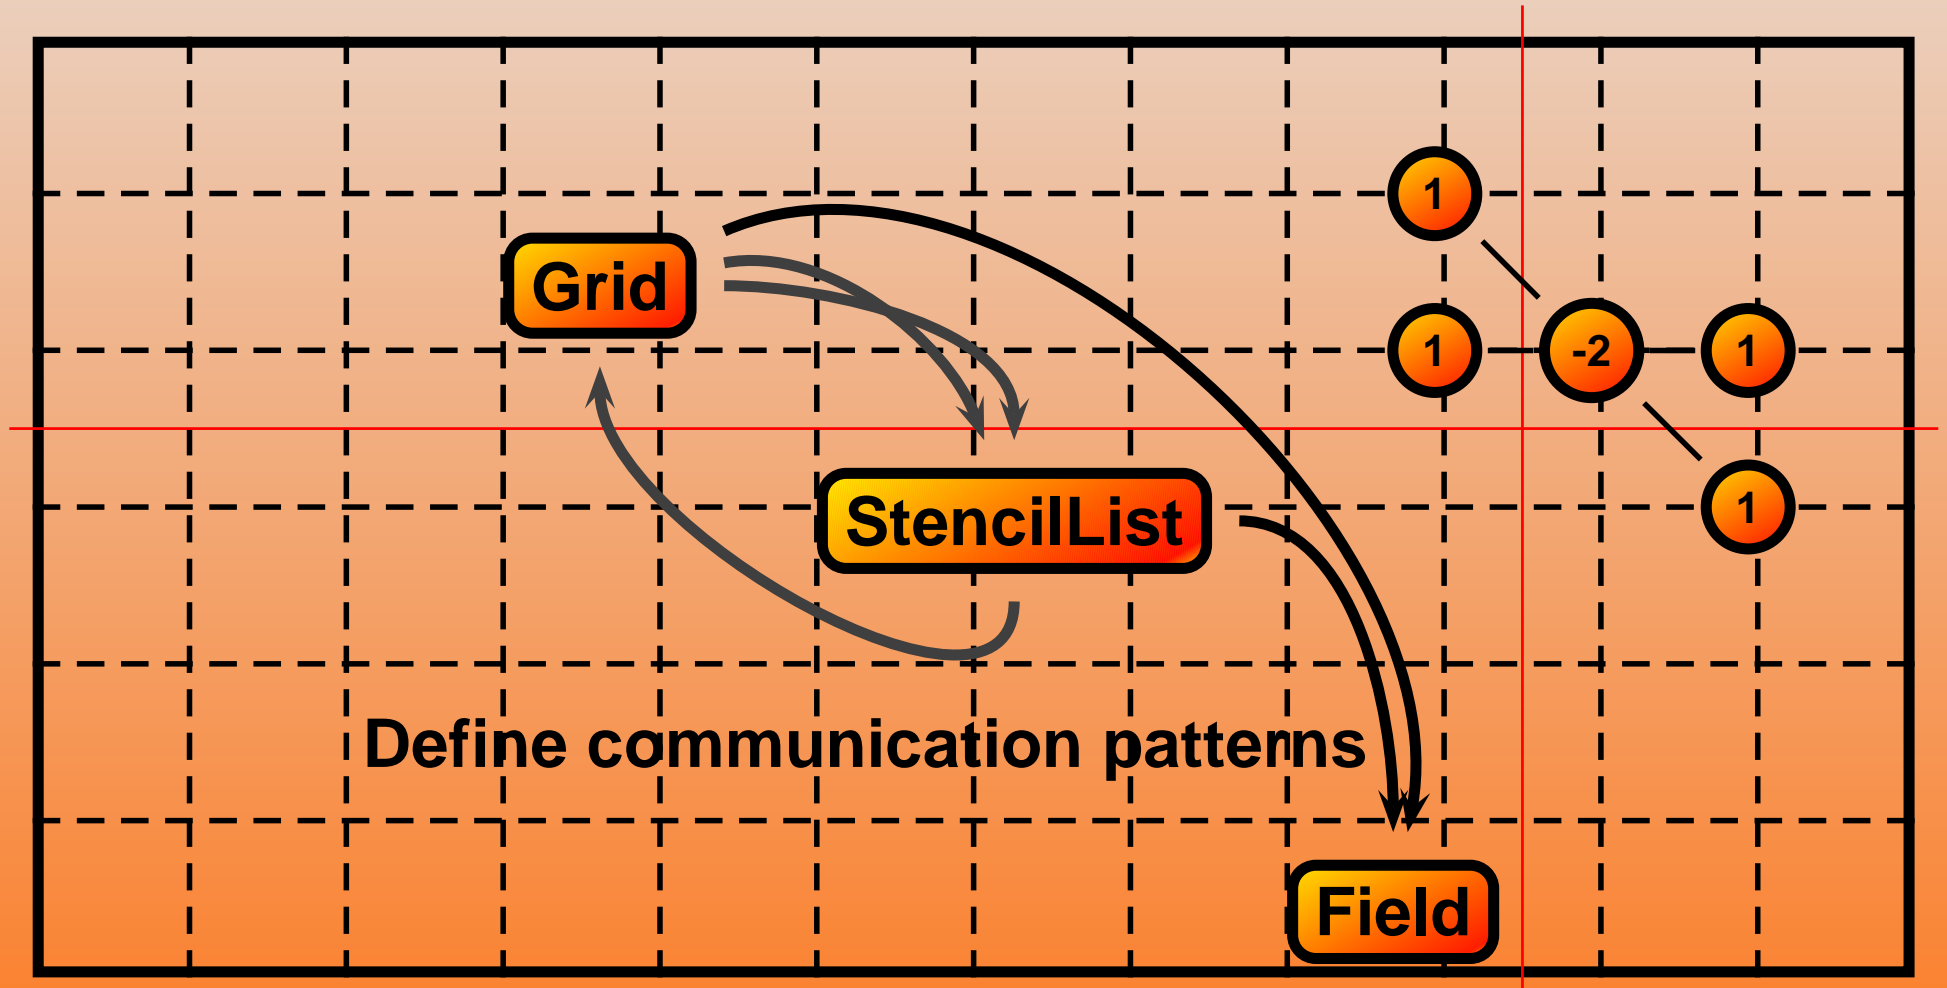 1
Grid
1 -2 1
StencilList
1
Define communication patterns
Field